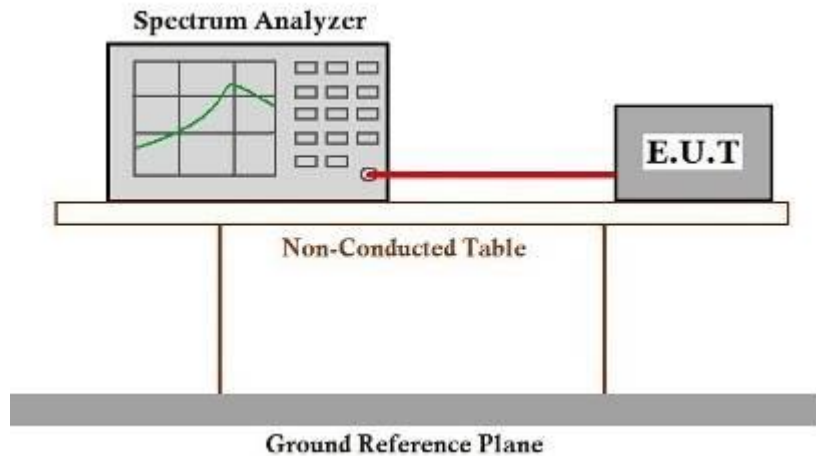 Spectrum Analyzer
E.U.T
Non-Conducted Table
Ground Reference Plane